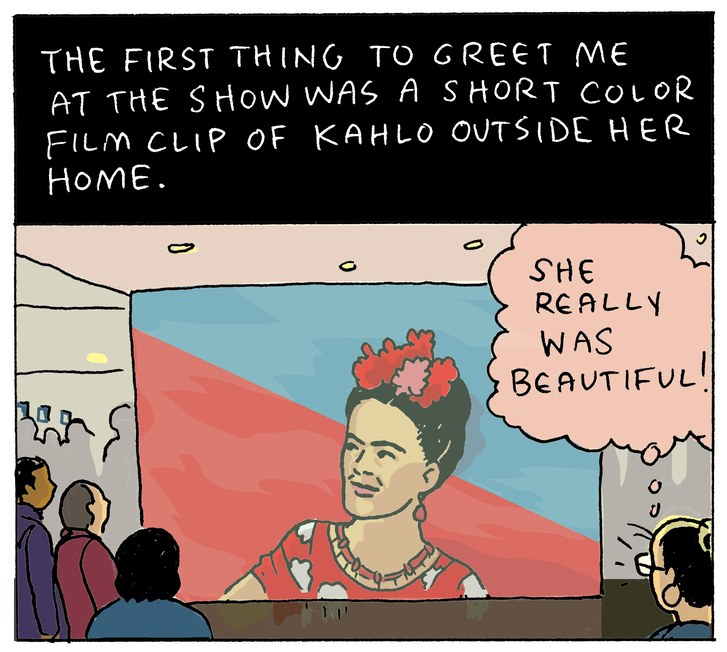 THE FIRST THING TO GREET ME
AT THE SHOW WAS A SHORT COLOR
FILM CLIP OF KAHLO OUTSIDE HER
HOME.
SHE
REALLY
WAS
BEAUTIFUL!